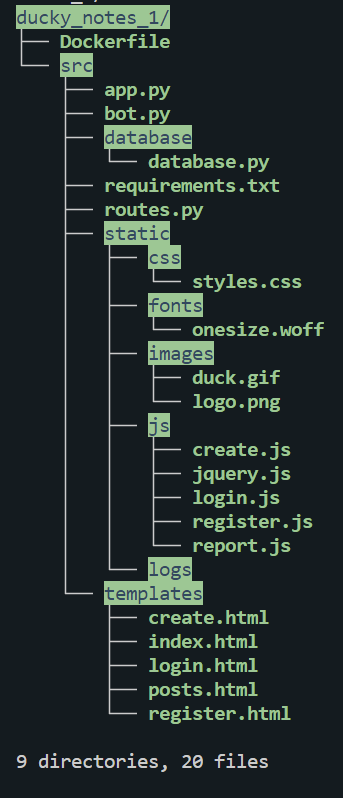 ducky_notes_1/
├── Dockerfile
└── src
    ├── app.py
    ├── bot.py
    ├── database
    │   └── database.py
    ├── requirements.txt
    ├── routes.py
    ├── static
    │   ├── css
    │   │   └── styles.css
    │   ├── fonts
    │   │   └── onesize.woff
    │   ├── images
    │   │   ├── duck.gif
    │   │   └── logo.png
    │   ├── js
    │   │   ├── create.js
    │   │   ├── jquery.js
    │   │   ├── login.js
    │   │   ├── register.js
    │   │   └── report.js
    │   └── logs
    └── templates
        ├── create.html
        ├── index.html
        ├── login.html
        ├── posts.html
        └── register.html
9 directories, 20 files